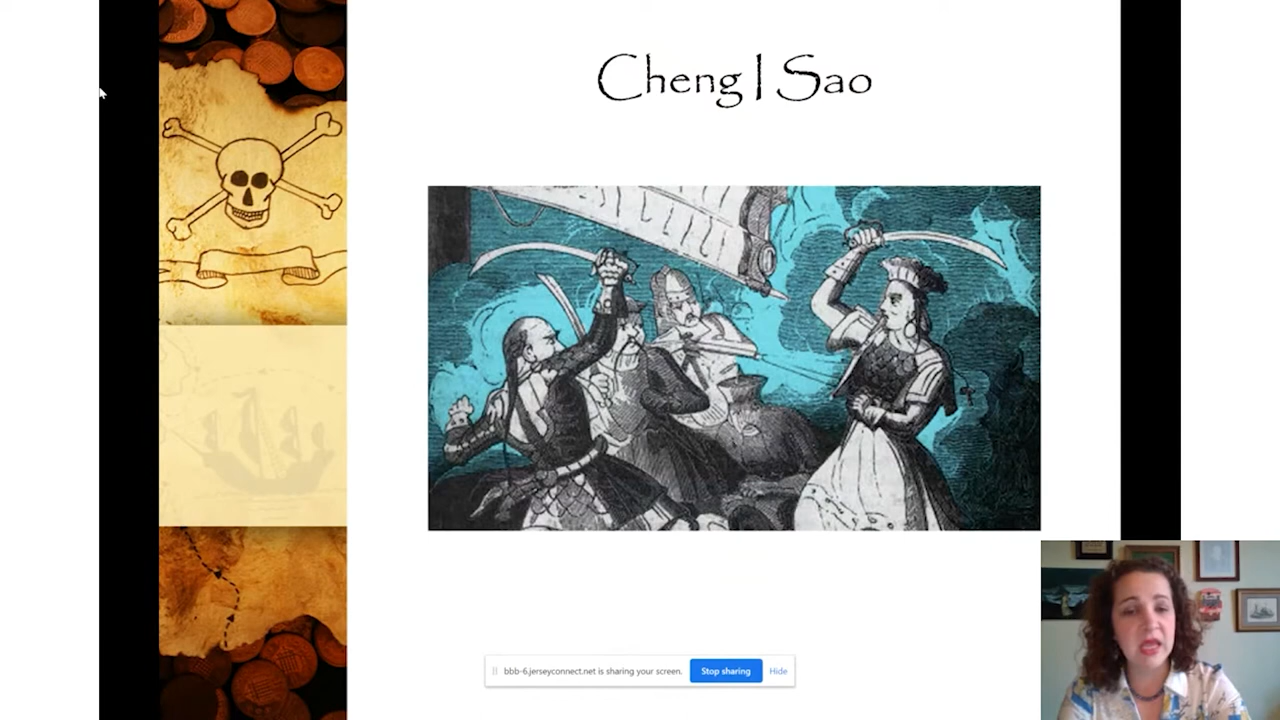 Cheng I Sao
bbb-6.jerseyconnect.net is sharing your screen.
Stop sharing
Hide